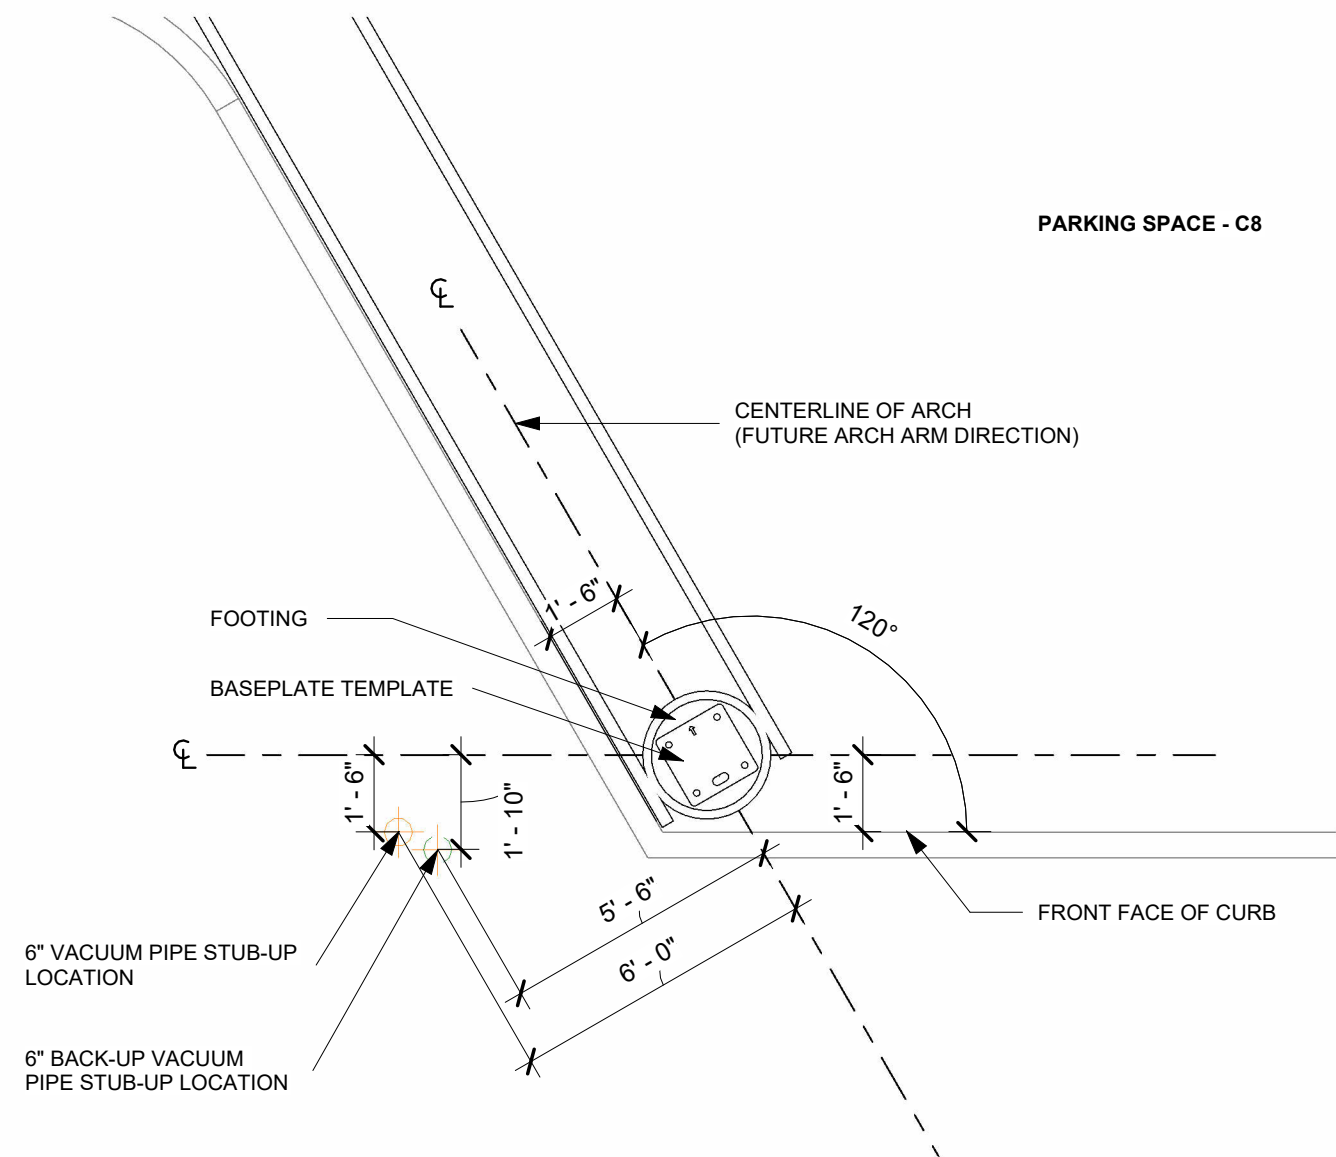 PARKING SPACE - C8
℄
CENTERLINE OF ARCH
(FUTURE ARCH ARM DIRECTION)
1' - 6"
120°
FOOTING
BASEPLATE TEMPLATE
℄
1' - 6"
1' - 10"
1' - 6"
5' - 6"
6' - 0"
FRONT FACE OF CURB
6" VACUUM PIPE STUB-UP
LOCATION
6" BACK-UP VACUUM
PIPE STUB-UP LOCATION